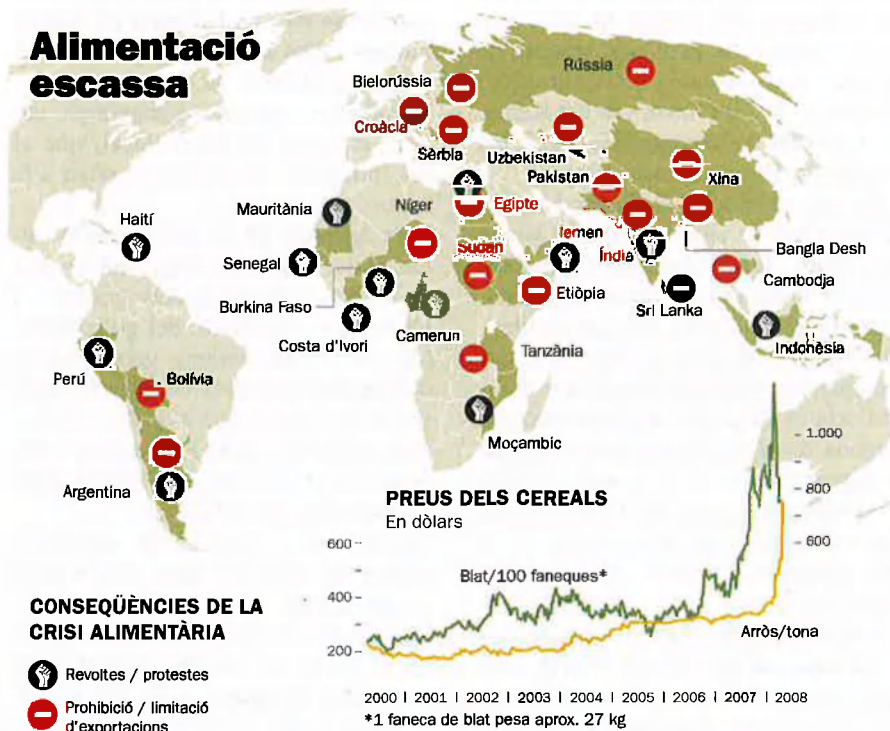 Alimentació
escassa
Rússia
Bielorússia
Croàcia
Sèrbia
Uzbekistan
Pakistan
Xina
Haití
Mauritània
Níger
Egipte
Senegal
Sudan
Iemen
Índia
Bangla Desh
Burkina Faso
Etiòpia
Cambodja
Sri Lanka
Costa d'Ivori
Camerun
Tanzània
Indonèsia
Perú
Bolívia
Moçambic
Argentina
PREUS DELS CEREALS
En dòlars
1.000
800
600
600
400
200
Blat/100 faneques*
Arròs/tona
2000 | 2001 | 2002 | 2003 | 2004 | 2005 | 2006 | 2007 | 2008
*1 faneca de blat pesa aprox. 27 kg
CONSEQÜÈNCIES DE LA
CRISI ALIMENTÀRIA
Revoltes / protestes
Prohibició / limitació
d'exportacions